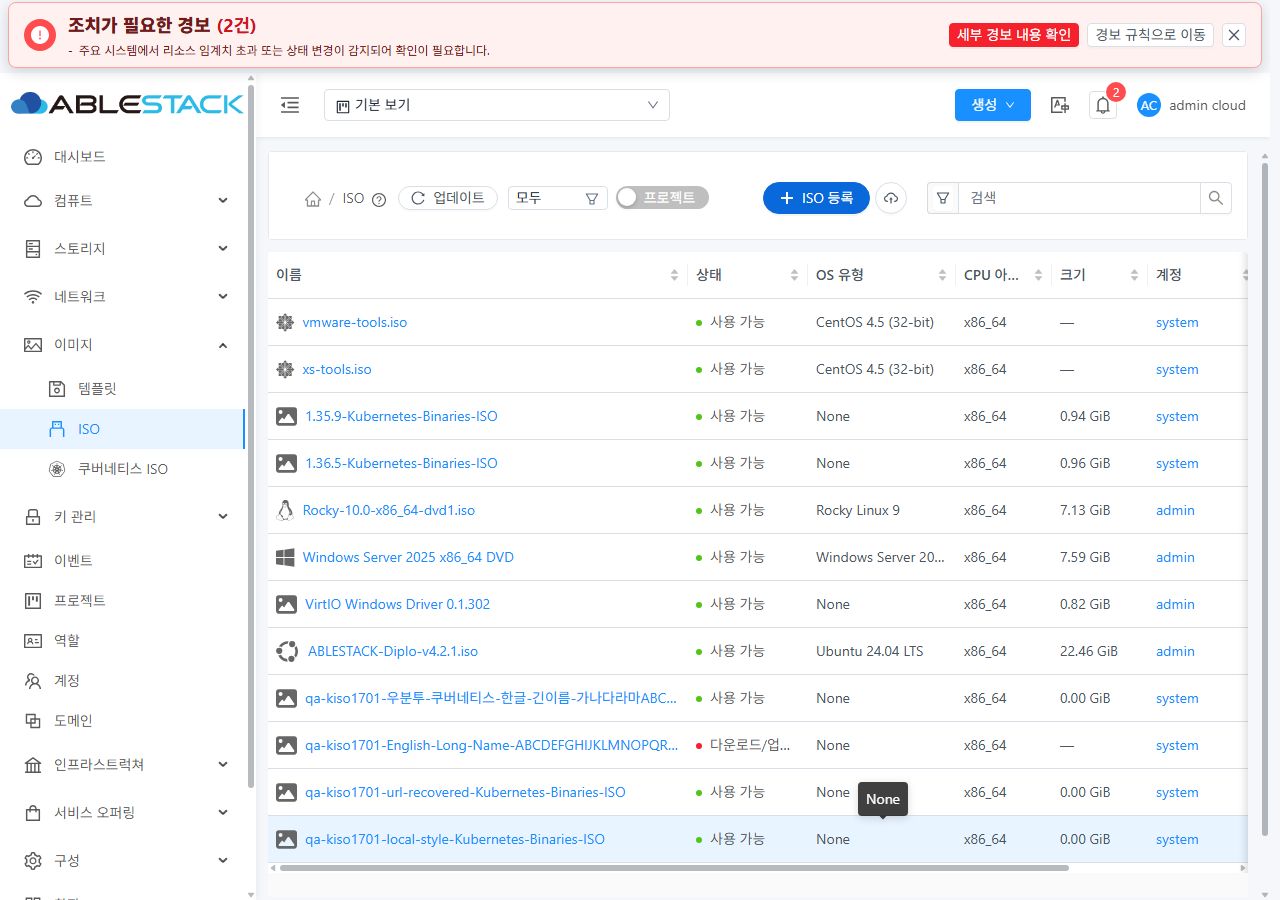 조치가 필요한 경보 (2건)
- 주요 시스템에서 리소스 임계치 초과 또는 상태 변경이 감지되어 확인이 필요합니다.
세부 경보 내용 확인
경보 규칙으로 이동
ABLESTACK
기본 보기
생성
2
AC
admin cloud
대시보드
컴퓨트
스토리지
네트워크
이미지
템플릿
ISO
쿠버네티스 ISO
키 관리
이벤트
프로젝트
역할
계정
도메인
인프라스트럭쳐
서비스 오퍼링
구성
/ ISO
업데이트
모두
프로젝트
+ ISO 등록
검색
이름 상태 OS 유형 CPU 아... 크기 계정
vmware-tools.iso 사용 가능 CentOS 4.5 (32-bit) x86_64 — system
xs-tools.iso 사용 가능 CentOS 4.5 (32-bit) x86_64 — system
1.35.9-Kubernetes-Binaries-ISO 사용 가능 None x86_64 0.94 GiB system
1.36.5-Kubernetes-Binaries-ISO 사용 가능 None x86_64 0.96 GiB system
Rocky-10.0-x86_64-dvd1.iso 사용 가능 Rocky Linux 9 x86_64 7.13 GiB admin
Windows Server 2025 x86_64 DVD 사용 가능 Windows Server 20... x86_64 7.59 GiB admin
VirtIO Windows Driver 0.1.302 사용 가능 None x86_64 0.82 GiB admin
ABLESTACK-Diplo-v4.2.1.iso 사용 가능 Ubuntu 24.04 LTS x86_64 22.46 GiB admin
qa-kiso1701-우분투-쿠버네티스-한글-긴이름-가나다라마ABC... 사용 가능 None x86_64 0.00 GiB system
qa-kiso1701-English-Long-Name-ABCDEFGHIJKLMNOPQR... 다운로드/업... None x86_64 — system
qa-kiso1701-url-recovered-Kubernetes-Binaries-ISO 사용 가능 None x86_64 0.00 GiB system
None
qa-kiso1701-local-style-Kubernetes-Binaries-ISO 사용 가능 None x86_64 0.00 GiB system